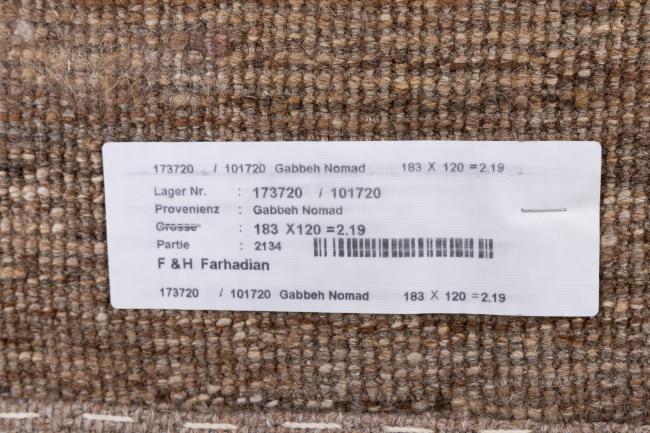 173720 / 101720 Gabbeh Nomad 183 X 120 =2.19
Lager Nr. : 173720 / 101720
Provenienz : Gabbeh Nomad
Grosse : 183 X120 =2.19
Partie : 2134
F & H Farhadian
173720 / 101720 Gabbeh Nomad 183 X 120 =2.19